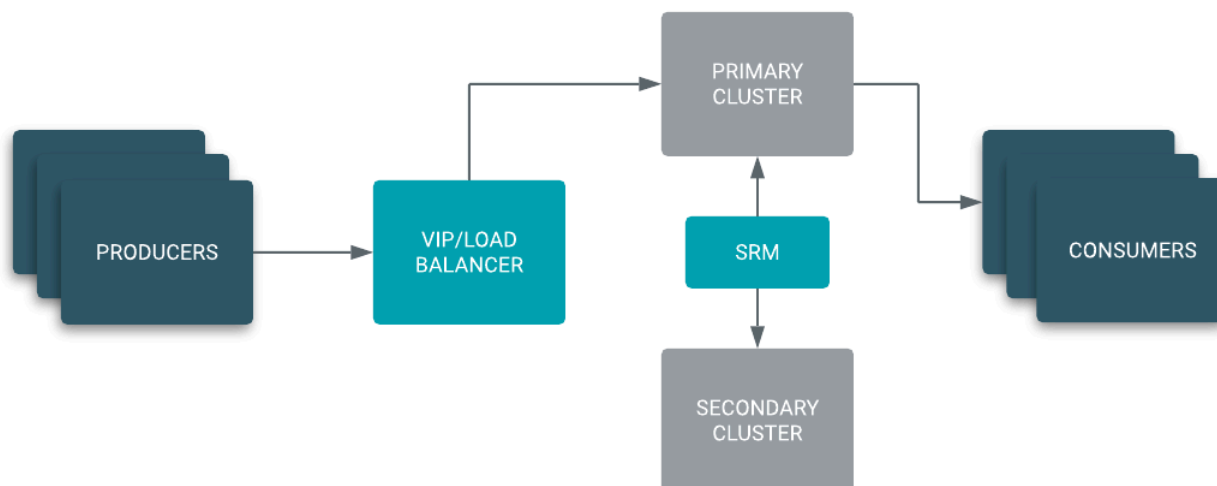 PRIMARY
CLUSTER
PRODUCERS
VIP/LOAD
BALANCER
SRM
CONSUMERS
SECONDARY
CLUSTER